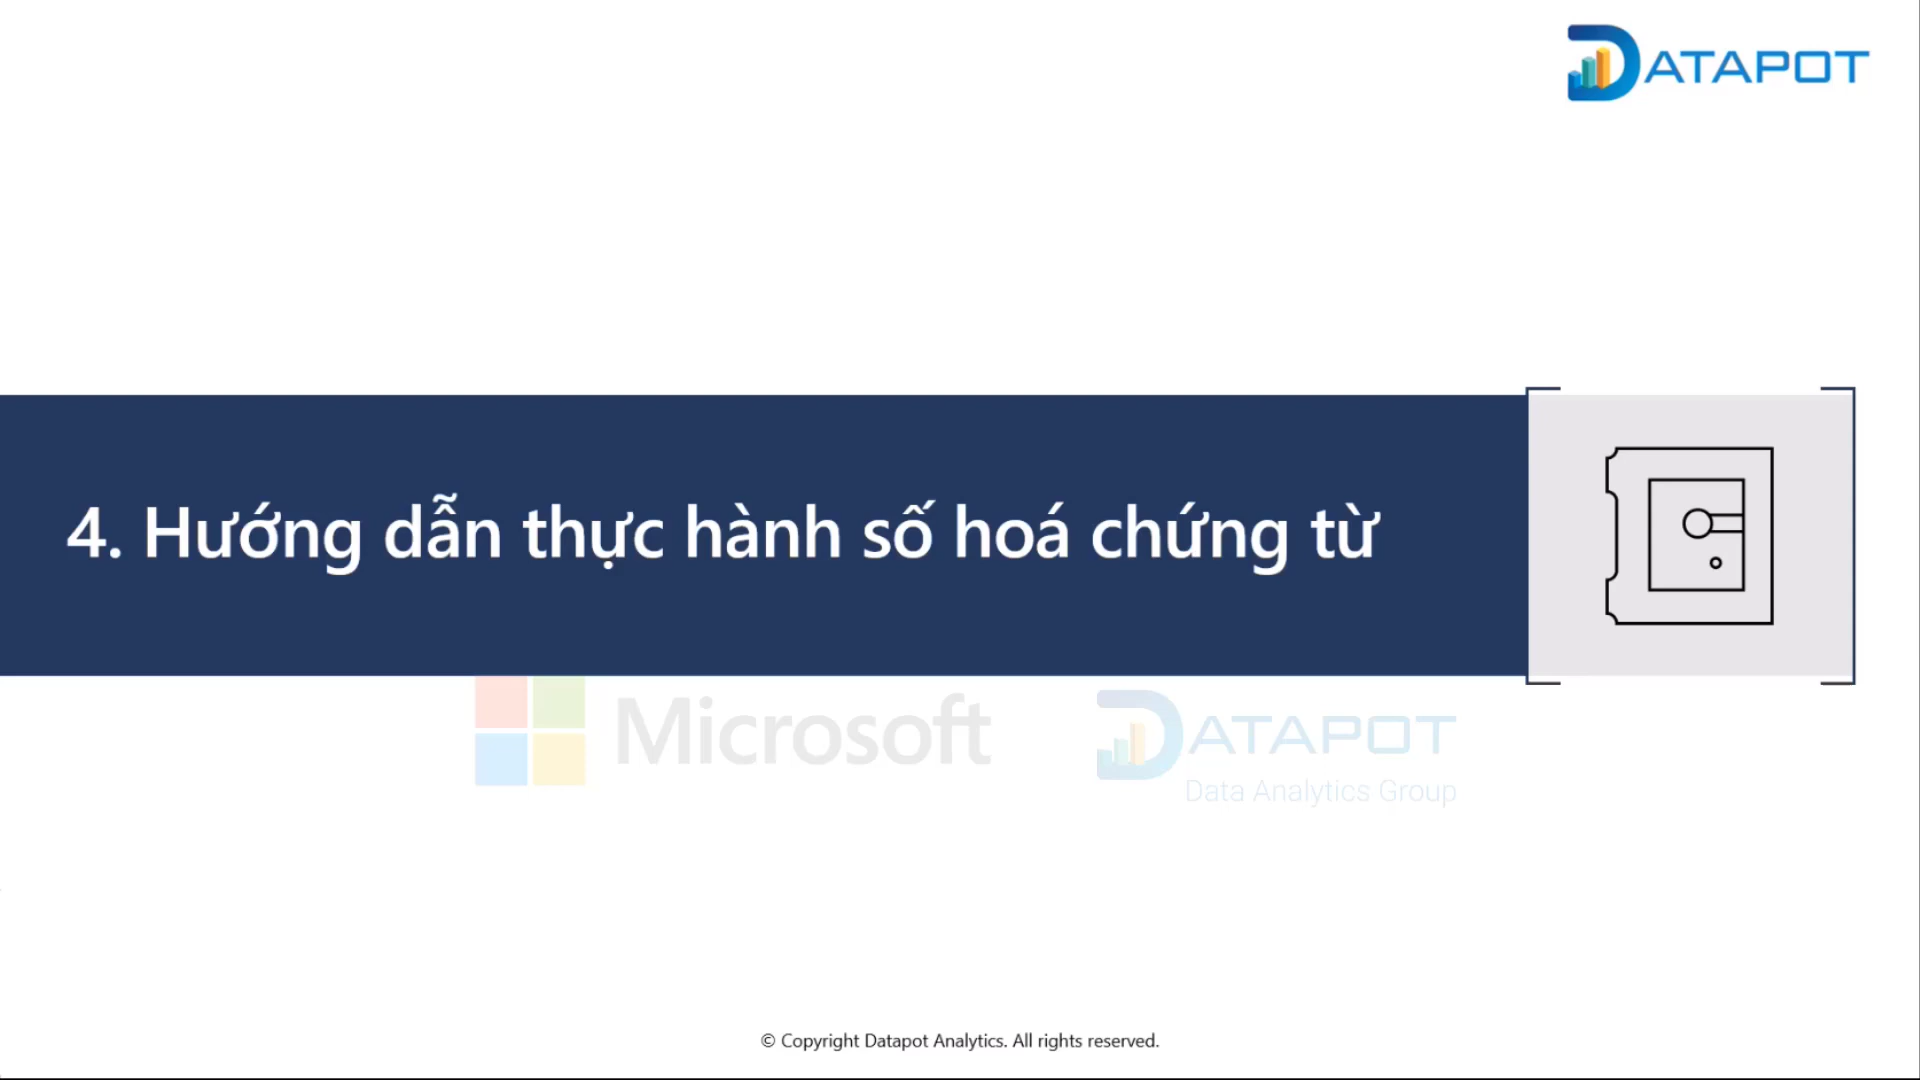 DATAPOT
4. Hướng dẫn thực hành số hoá chứng từ
Microsoft
DATAPOT
Data Analytics Group
© Copyright Datapot Analytics. All rights reserved.